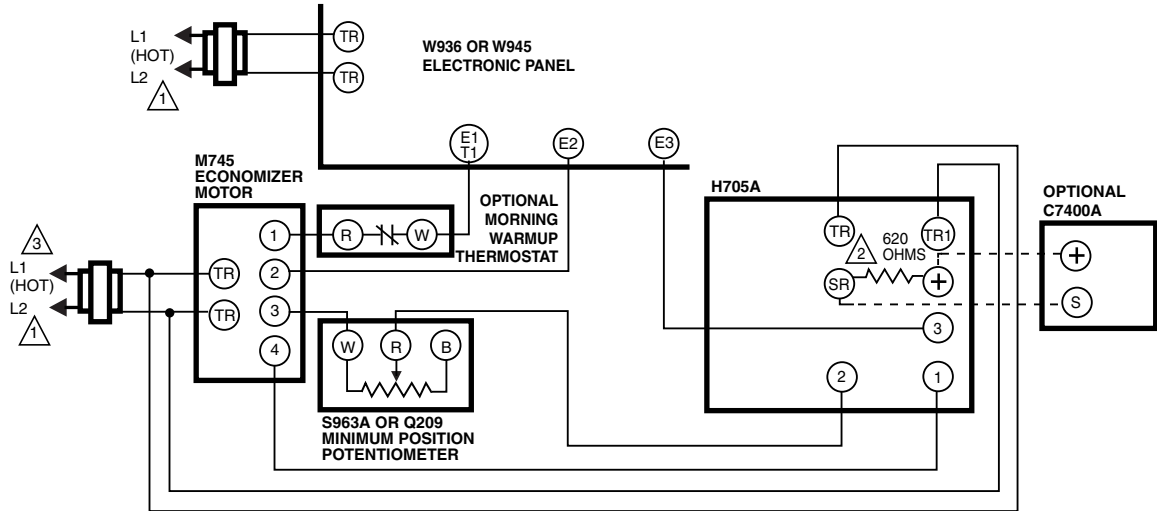 L1
(HOT)
L2
1
TR
TR
W936 OR W945
ELECTRONIC PANEL
E1
T1
E2
E3
M745
ECONOMIZER
MOTOR
1
2
3
4
TR
TR
R
W
OPTIONAL
MORNING
WARMUP
THERMOSTAT
3
L1
(HOT)
L2
1
W
R
B
S963A OR Q209
MINIMUM POSITION
POTENTIOMETER
H705A
TR
TR1
2
620
OHMS
SR
+
3
2
1
OPTIONAL
C7400A
+
S